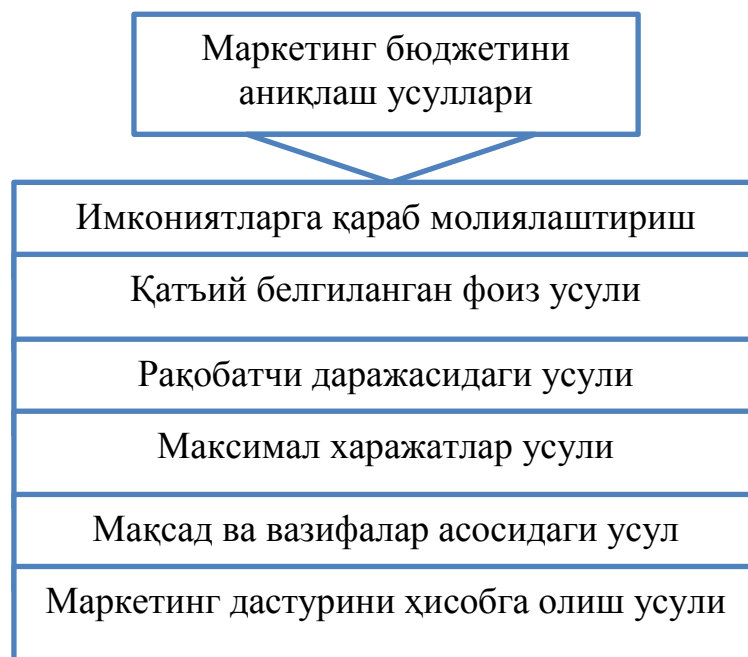 Маркетинг бюджетини
аниқлаш усуллари
Имкониятларга қараб молиялаштириш
Қатъий белгиланган фоиз усули
Рақобатчи даражасидаги усули
Максимал харажатлар усули
Мақсад ва вазифалар асосидаги усул
Маркетинг дастурини ҳисобга олиш усули